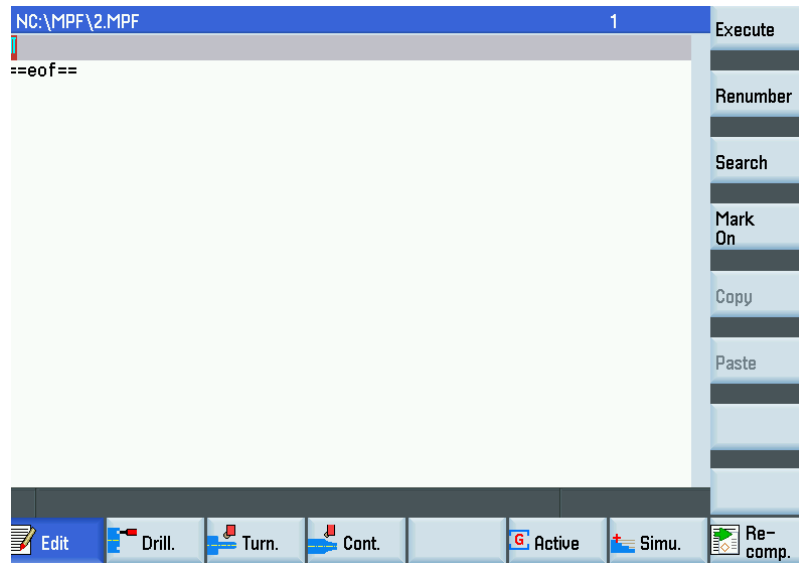 NC:\MPF\2.MPF 1
==eof==
Execute
Renumber
Search
Mark
On
Copy
Paste
Edit
Drill.
Turn.
Cont.
G Active
Simu.
Re-
comp.